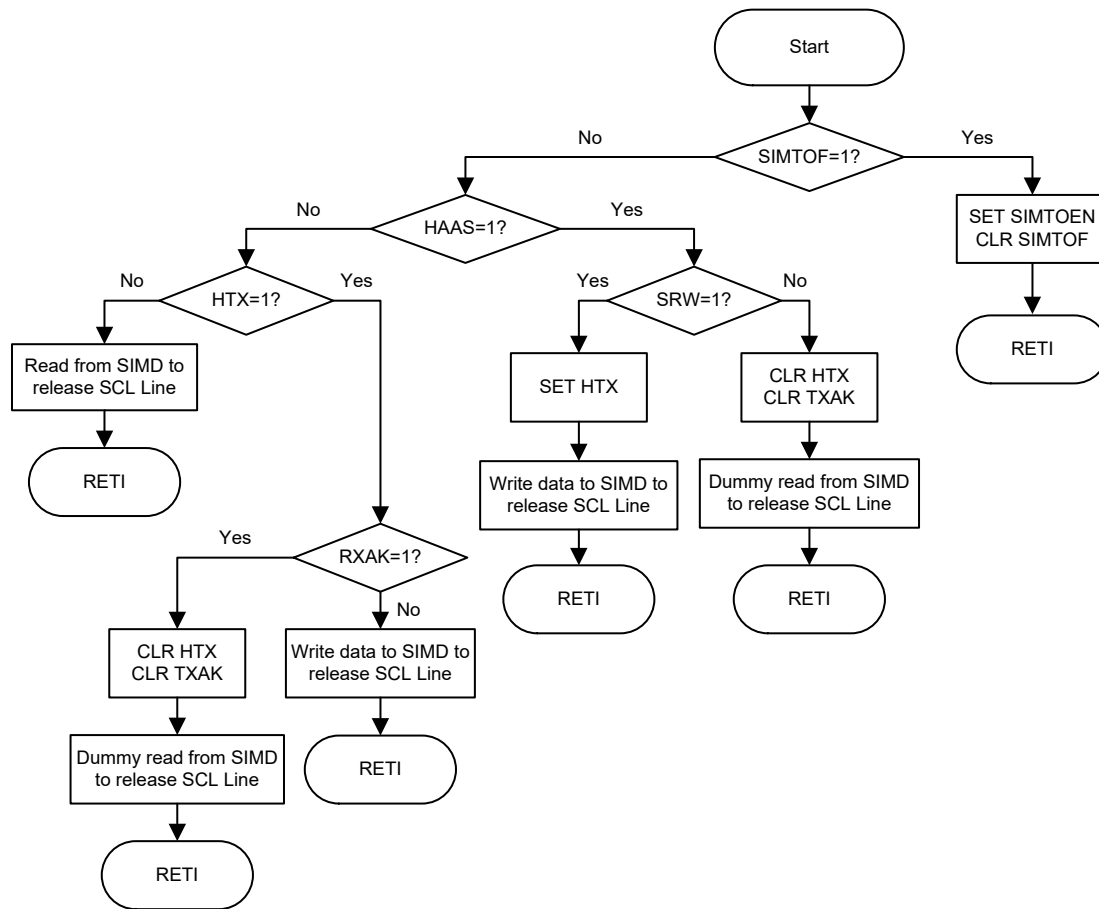 Start
No
SIMTOF=1?
Yes
No
HAAS=1?
Yes
SET SIMTOEN
CLR SIMTOF
No
HTX=1?
Yes
Yes
SRW=1?
No
RETI
Read from SIMD to
release SCL Line
SET HTX
CLR HTX
CLR TXAK
RETI
Write data to SIMD to
release SCL Line
Dummy read from SIMD
to release SCL Line
Yes
RXAK=1?
No
RETI
RETI
CLR HTX
CLR TXAK
Write data to SIMD to
release SCL Line
Dummy read from SIMD
to release SCL Line
RETI
RETI